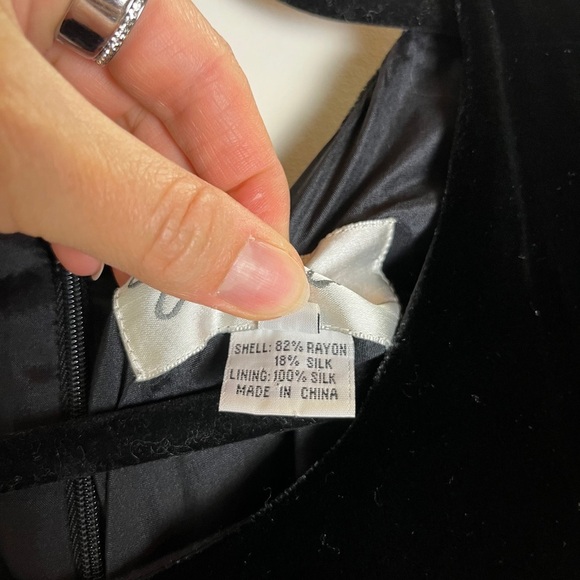 SHELL: 82% RAYON
18% SILK
LINING: 100% SILK
MADE IN CHINA